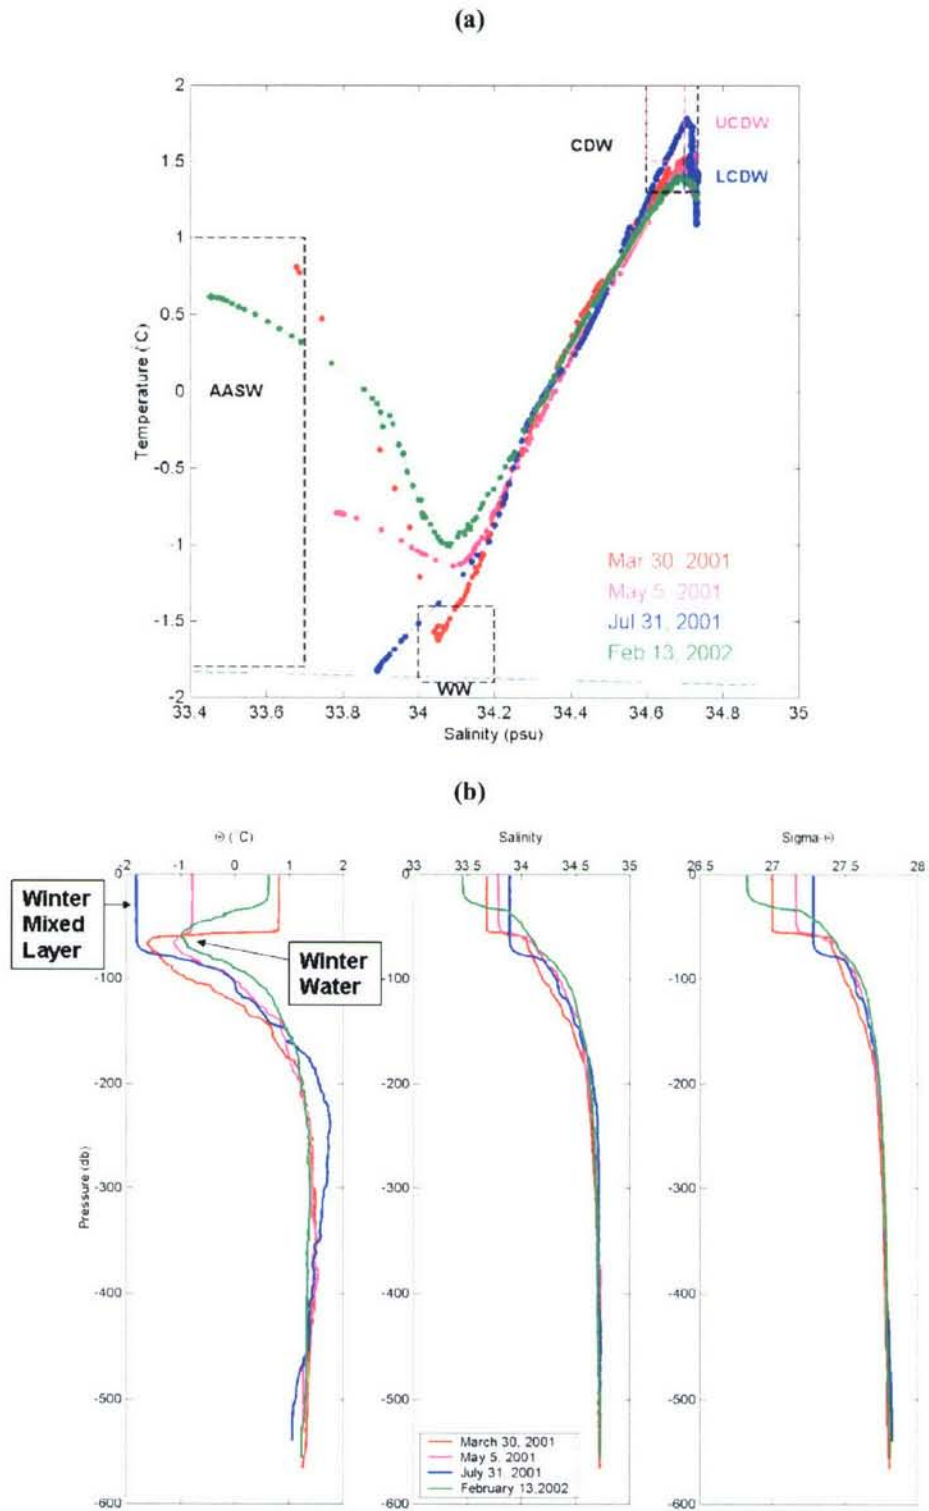 (a)
2
1.5
1
0.5
0
-0.5
-1
-1.5
-2
Temperature (°C)
CDW
UCDW
LCDW
AASW
WW
Mar 30, 2001
May 5, 2001
Jul 31, 2001
Feb 13, 2002
33.4 33.6 33.8 34 34.2 34.4 34.6 34.8 35
Salinity (psu)
(b)
Θ (°C)
-2 -1 0 1 2
Winter
Mixed
Layer
Winter
Water
0
-100
-200
-300
-400
-500
-600
Pressure (db)
Salinity
33 33.5 34 34.5 35
0
-100
-200
-300
-400
-500
-600
March 30, 2001
May 5, 2001
July 31, 2001
February 13,2002
Sigma-Θ
26.5 27 27.5 28
0
-100
-200
-300
-400
-500
-600